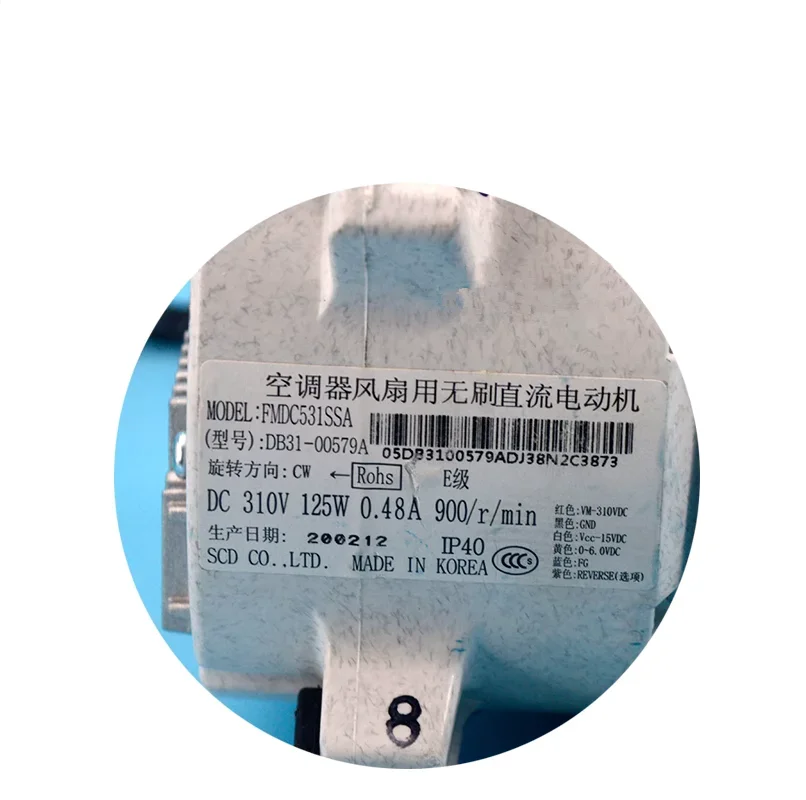 空调器风扇用无刷直流电动机
MODEL:FMDC531SSA
(型号):DB31-00579A
05DB3100579ADJ38N2C3873
旋转方向:CW ← Rohs E级
DC 310V 125W 0.48A 900/r/min
生产日期: 200212 IP40
SCD CO.,LTD. MADE IN KOREA CCCS
红色:VM-310VDC
黑色:GND
白色:Vcc-15VDC
黄色:0-6.0VDC
蓝色:FG
紫色:REVERSE(选项)
8